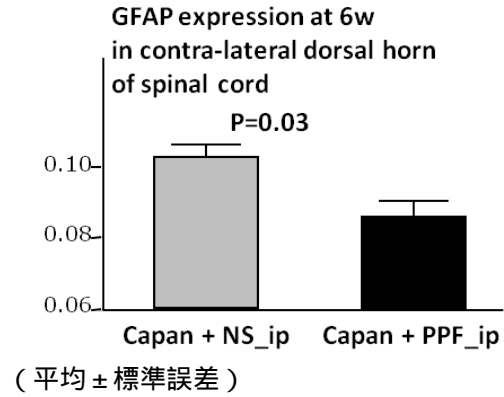 GFAP expression at 6w
in contra-lateral dorsal horn
of spinal cord
P=0.03
0.10
0.08
0.06
Capan + NS_ip
Capan + PPF_ip
（平均±標準誤差）